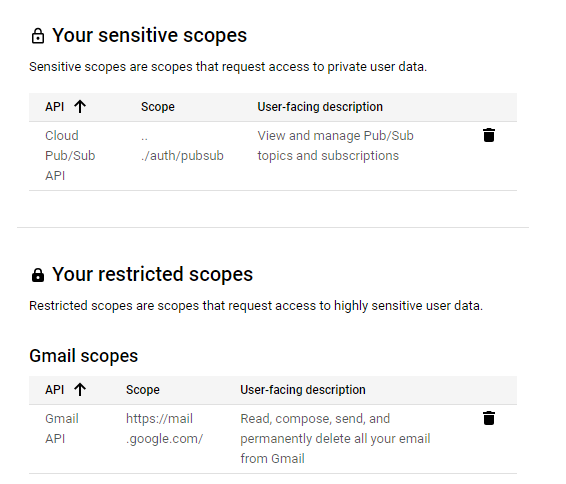 Your sensitive scopes
Sensitive scopes are scopes that request access to private user data.
API Scope User-facing description
Cloud .. View and manage Pub/Sub
Pub/Sub ./auth/pubsub topics and subscriptions
API
Your restricted scopes
Restricted scopes are scopes that request access to highly sensitive user data.
Gmail scopes
API Scope User-facing description
Gmail https://mail Read, compose, send, and
API .google.com/ permanently delete all your email
from Gmail